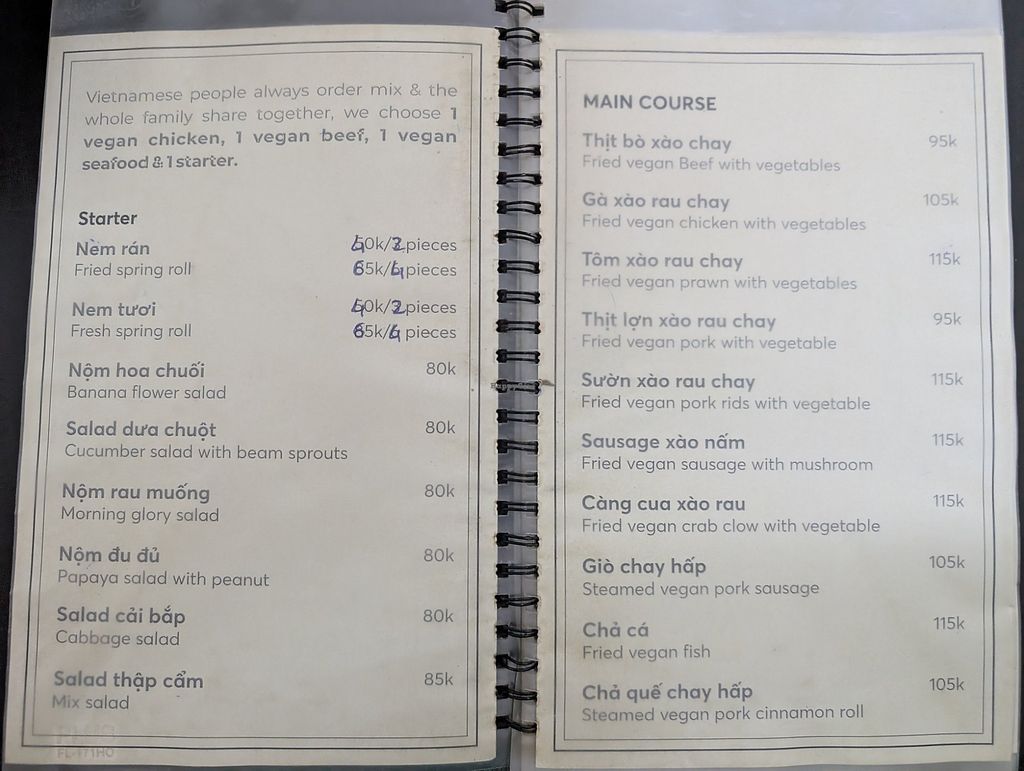 Vietnamese people always order mix & the
whole family share together, we choose 1
vegan chicken, 1 vegan beef, 1 vegan
seafood & 1 starter.
Starter
Nem rán
Fried spring roll
40k/2 pieces
65k/4 pieces
Nem tươi
Fresh spring roll
40k/2 pieces
65k/4 pieces
Nộm hoa chuối 80k
Banana flower salad
Salad dưa chuột 80k
Cucumber salad with beam sprouts
Nộm rau muống 80k
Morning glory salad
Nộm đu đủ 80k
Papaya salad with peanut
Salad cải bắp 80k
Cabbage salad
Salad thập cẩm 85k
Mix salad
FL-171HO
MAIN COURSE
Thịt bò xào chay 95k
Fried vegan Beef with vegetables
Gà xào rau chay 105k
Fried vegan chicken with vegetables
Tôm xào rau chay 115k
Fried vegan prawn with vegetables
Thịt lợn xào rau chay 95k
Fried vegan pork with vegetable
Sườn xào rau chay 115k
Fried vegan pork rids with vegetable
Sausage xào nấm 115k
Fried vegan sausage with mushroom
Càng cua xào rau 115k
Fried vegan crab clow with vegetable
Giò chay hấp 105k
Steamed vegan pork sausage
Chả cá 115k
Fried vegan fish
Chả quế chay hấp 105k
Steamed vegan pork cinnamon roll